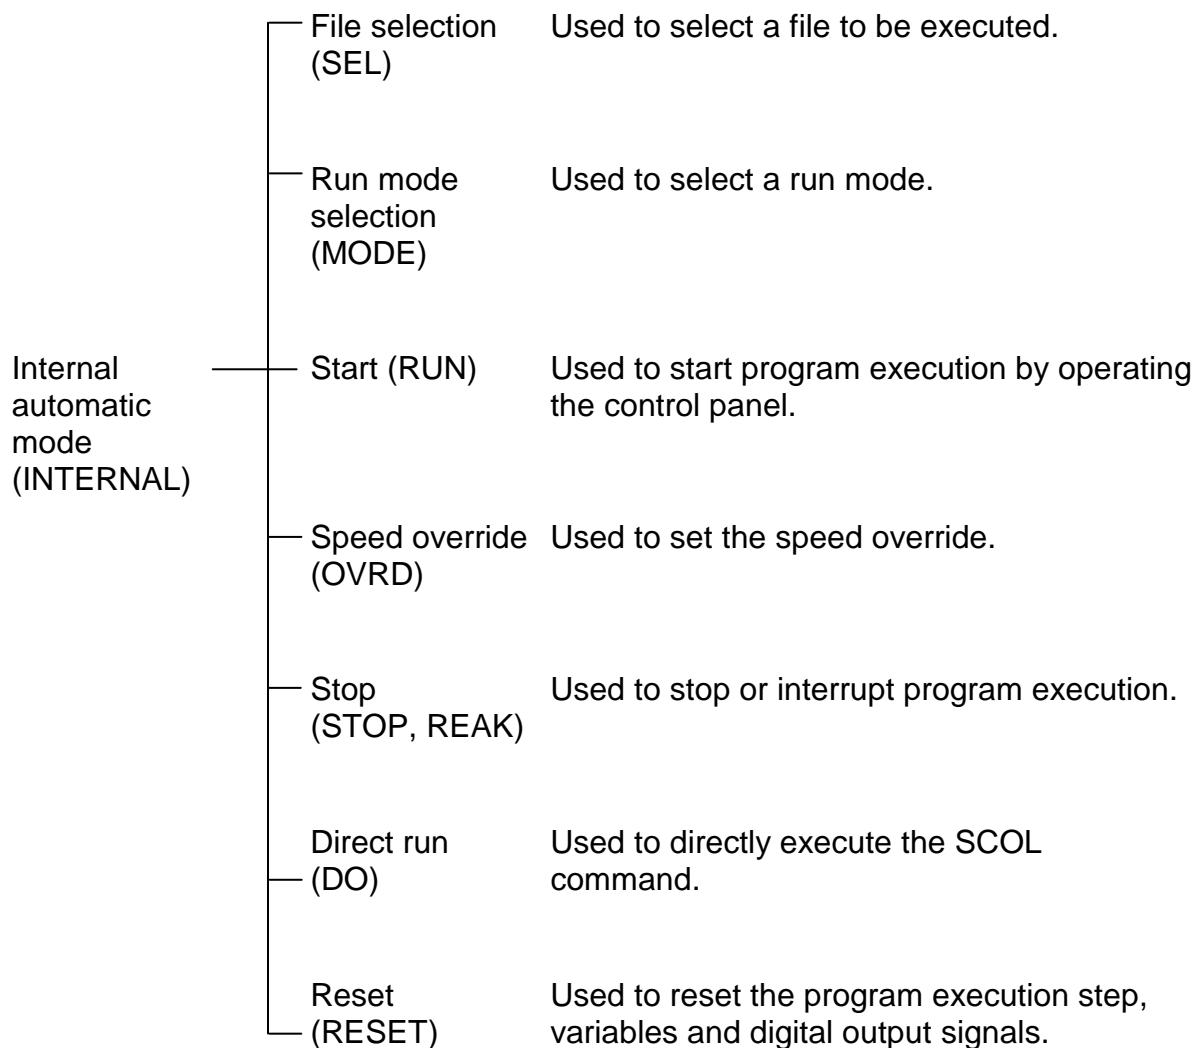 File selection Used to select a file to be executed.
(SEL)
Run mode Used to select a run mode.
selection
(MODE)
Internal Start (RUN) Used to start program execution by operating
automatic the control panel.
mode
(INTERNAL)
Speed override Used to set the speed override.
(OVRD)
Stop Used to stop or interrupt program execution.
(STOP, REAK)
Direct run Used to directly execute the SCOL
(DO) command.
Reset Used to reset the program execution step,
(RESET) variables and digital output signals.